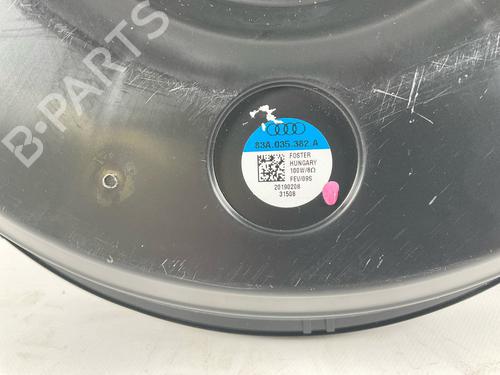 B-PARTS
83A.035.382 A
FOSTER
HUNGARY
100W/8Ω
FEV/09S
20190208
31508